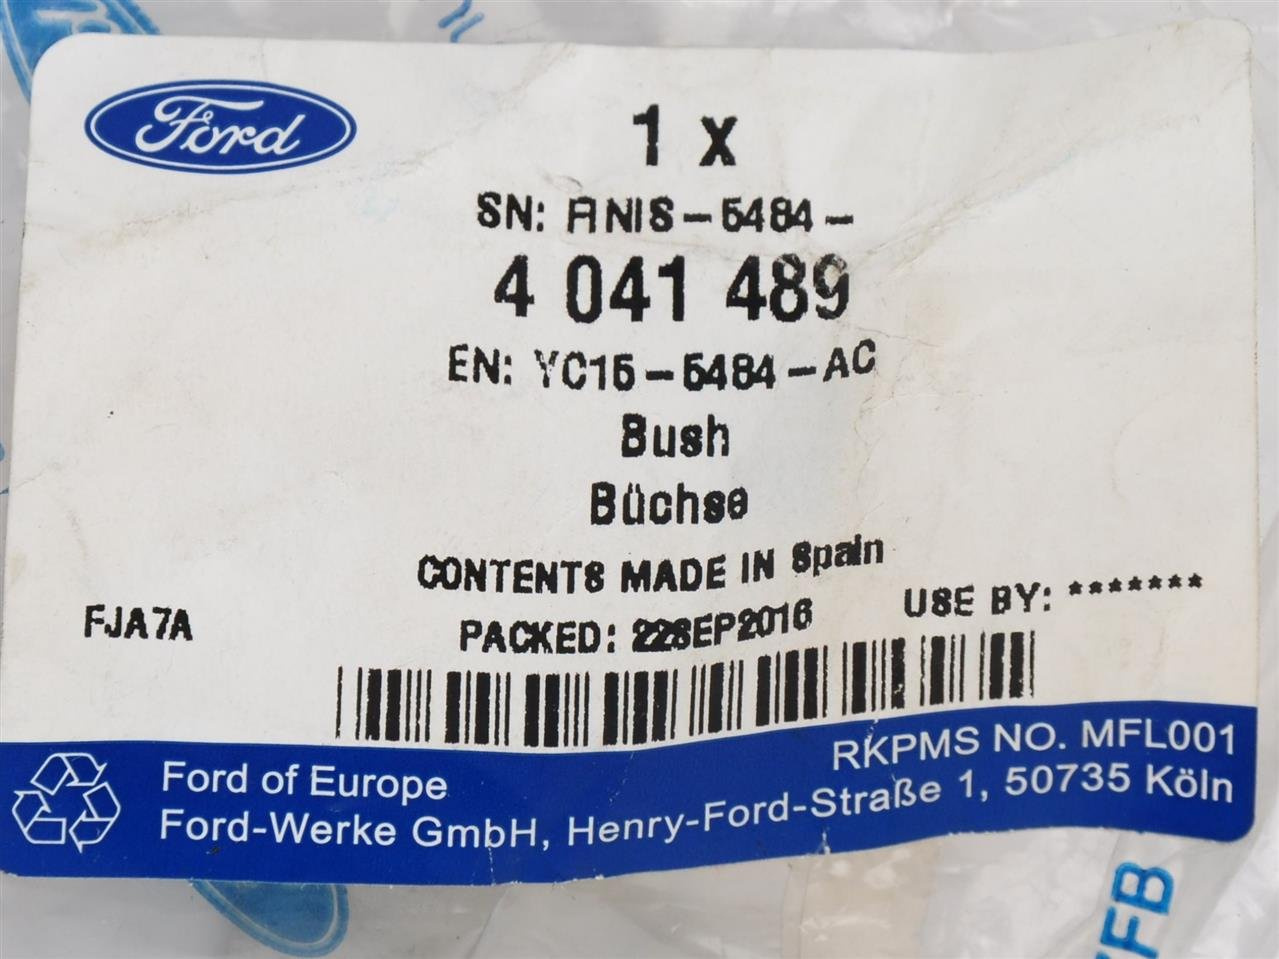 Ford
1 x
SN: RNIS-5484-
4 041 489
EN: YC15-5484-AC
Bush
Büchse
CONTENTS MADE IN Spain
FJA7A
PACKED: 22SEP2016
USE BY: *******
RKPMS NO. MFL001
Ford of Europe
Ford-Werke GmbH, Henry-Ford-Straße 1, 50735 Köln